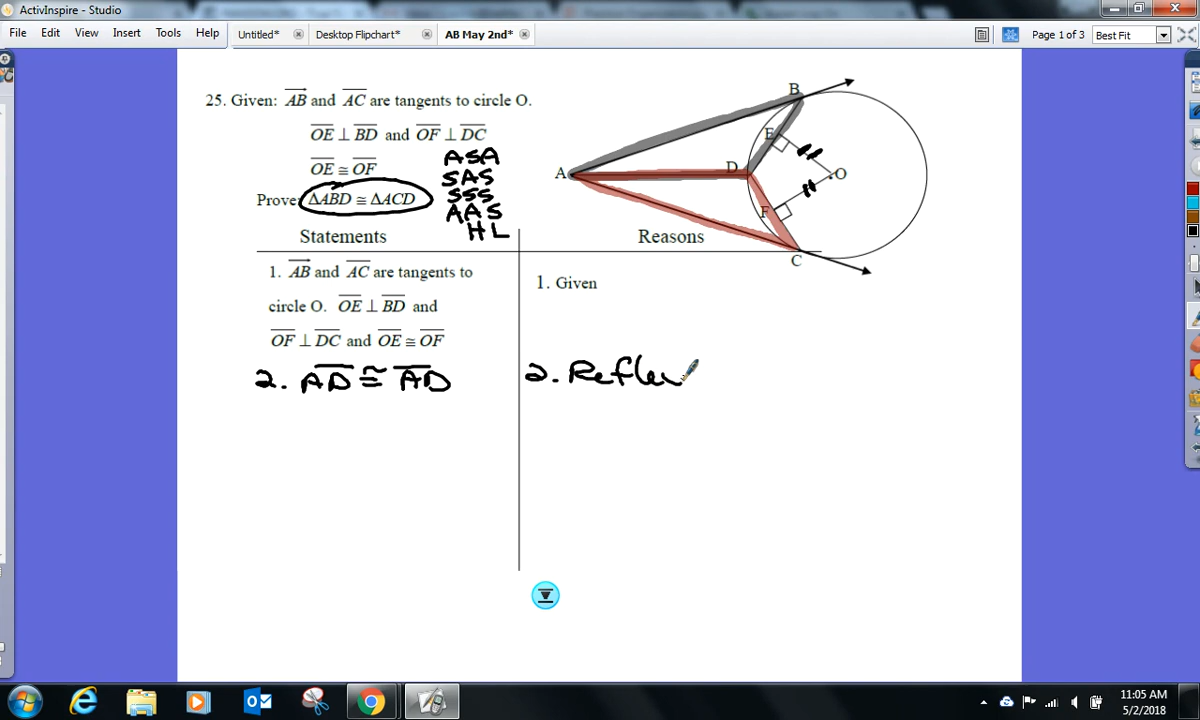 ActivInspire - Studio
File Edit View Insert Tools Help Untitled* Desktop Flipchart* AB May 2nd* Page 1 of 3 Best Fit
25. Given: AB and AC are tangents to circle O.
OE ⊥ BD and OF ⊥ DC
OE ≅ OF
Prove: ΔABD ≅ ΔACD
ASA
SAS
SSS
AAS
HL
B
E
A
D
O
F
C
Statements Reasons
1. AB and AC are tangents to
circle O. OE ⊥ BD and
OF ⊥ DC and OE ≅ OF
1. Given
2. AD ≅ AD
2. Reflex
11:05 AM
5/2/2018